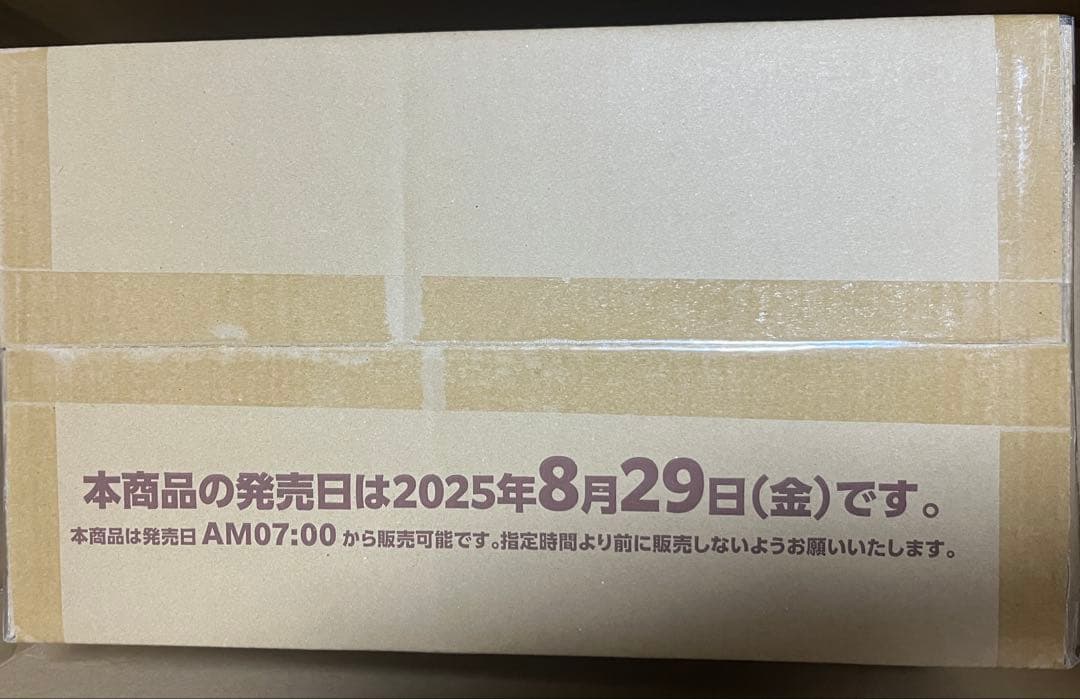 本商品の発売日は2025年8月29日(金)です。
本商品は発売日 AM07:00 から販売可能です。指定時間より前に販売しないようお願いいたします。